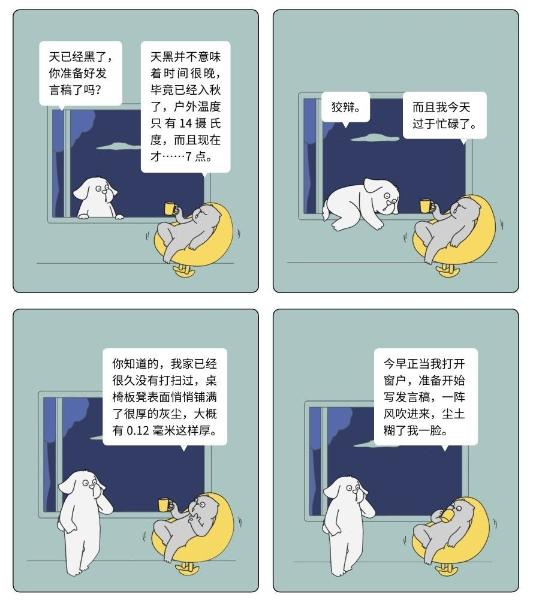 天已经黑了，
你准备好发
言稿了吗？
天黑并不意味
着时间很晚，
毕竟已经入秋
了，户外温度
只有 14 摄氏
度，而且现在
才……7 点。
狡辩。
而且我今天
过于忙碌了。
你知道的，我家已经
很久没有打扫过，桌
椅板凳表面悄悄铺满
了很厚的灰尘，大概
有 0.12 毫米这样厚。
今早正当我打开
窗户，准备开始
写发言稿，一阵
风吹进来，尘土
糊了我一脸。